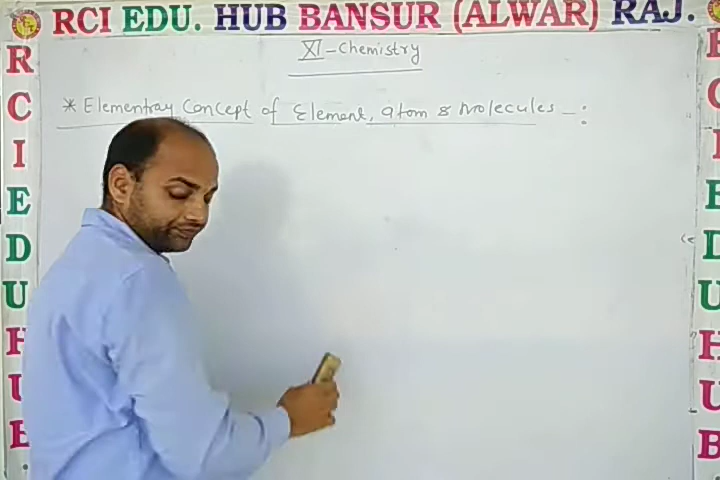 RCI EDU. HUB BANSUR (ALWAR) RAJ.
XI-Chemistry
* Elementray Concept of Element, atom & Molecules -:
R
C
I
E
D
U
H
U
B
R
C
I
E
D
U
H
U
B